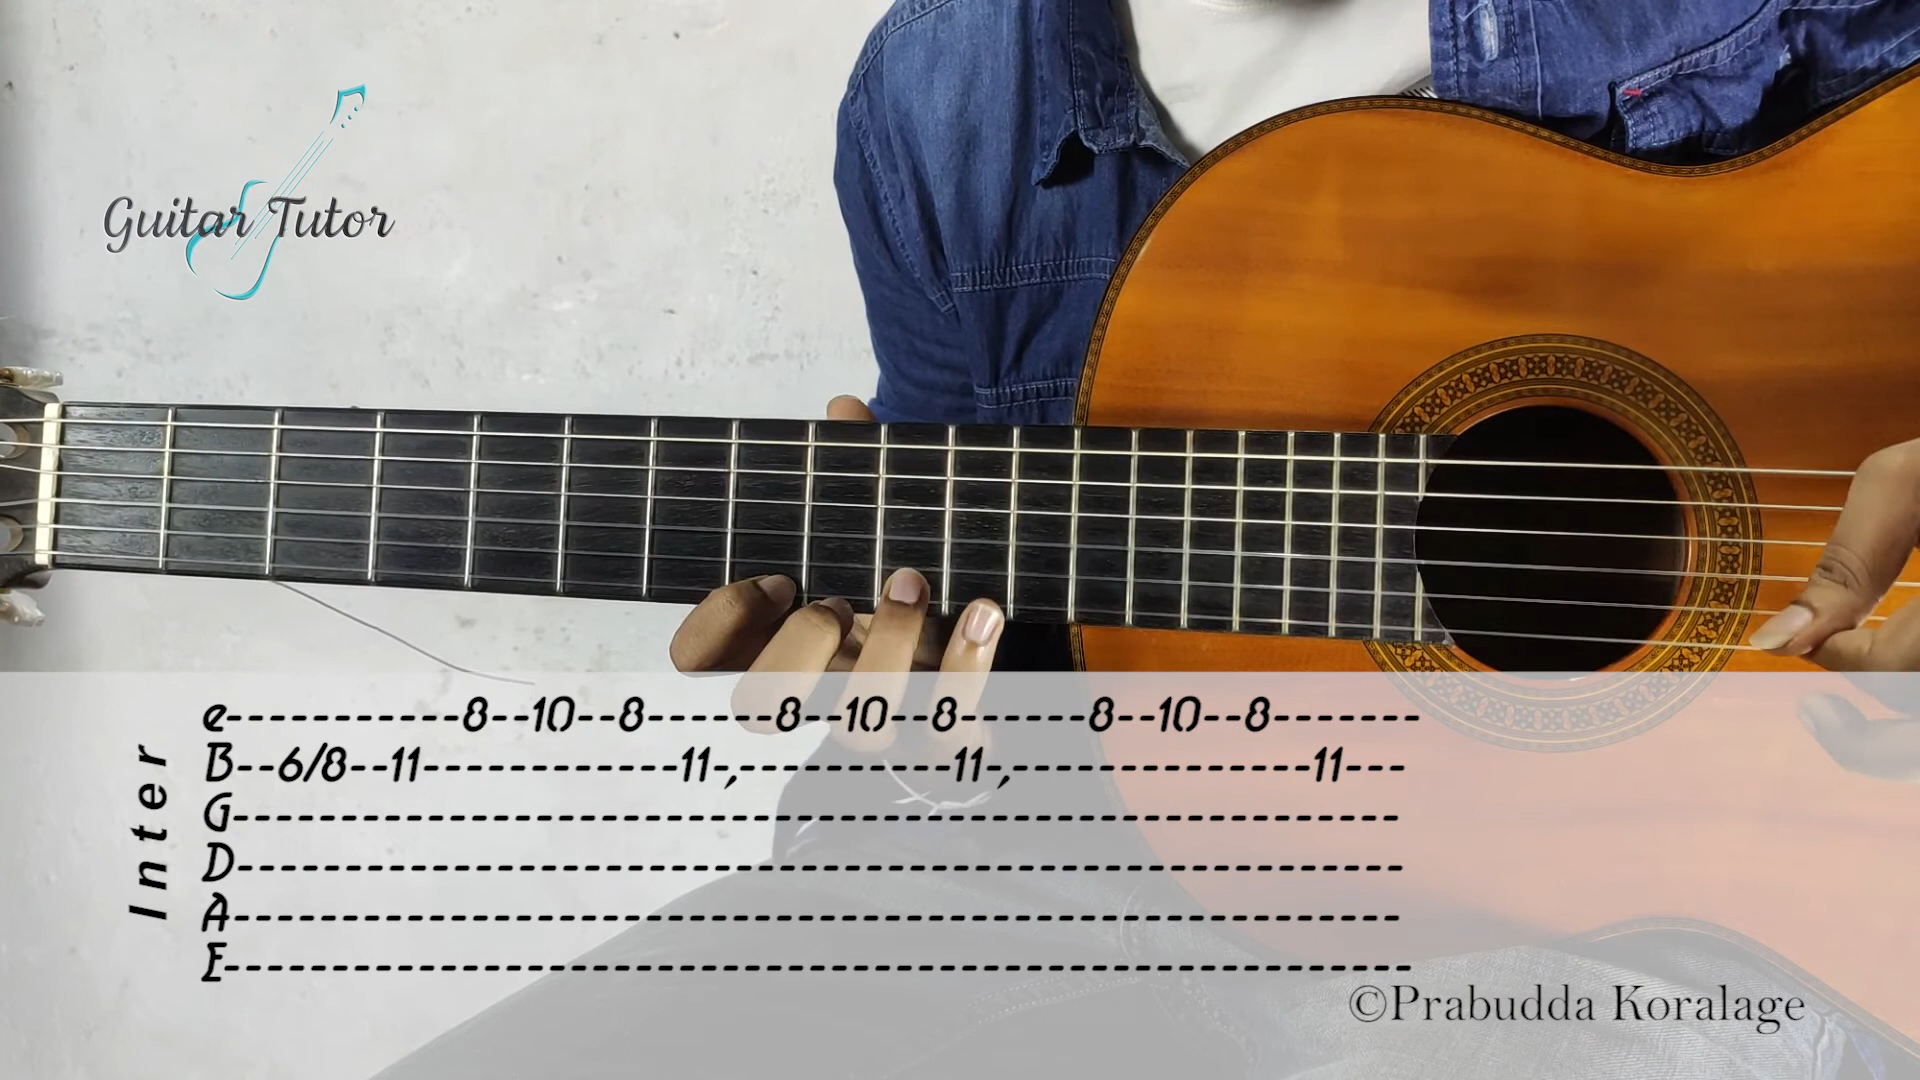 Guitar Tutor
Inter
e-----------8--10--8------8--10--8------8--10--8-------
B--6/8--11------------11-,----------11-,--------------11---
G------------------------------------------------------
D------------------------------------------------------
A------------------------------------------------------
E-------------------------------------------------------
©Prabudda Koralage